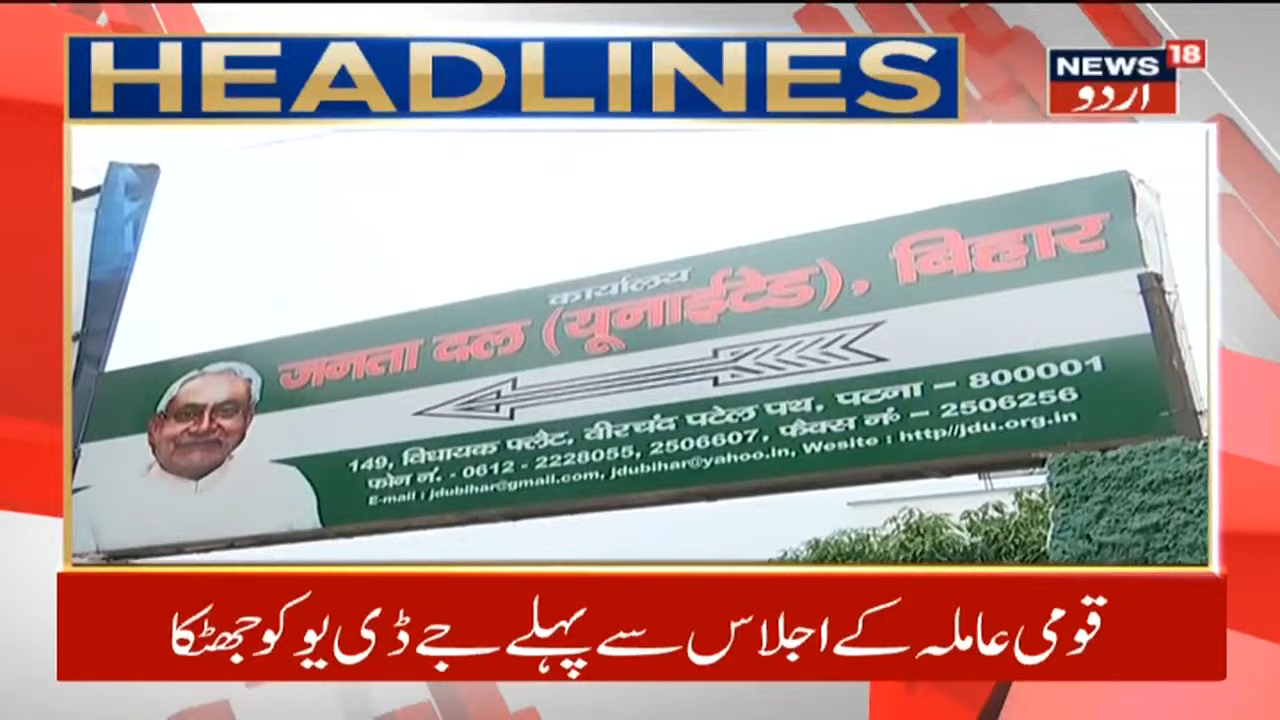 HEADLINES
NEWS 18
اردو
कार्यालय
जनता दल (यूनाईटेड), बिहार
149, विधायक फ्लैट, वीरचंद पटेल पथ, पटना – 800001
फोन नं. - 0612 - 2228055, 2506607, फैक्स नं० – 2506256
E-mail : jdubihar@gmail.com, jdubihar@yahoo.in, Wesite : http//jdu.org.in
قومی عاملہ کے اجلاس سے پہلے جے ڈی یو کو جھٹکا